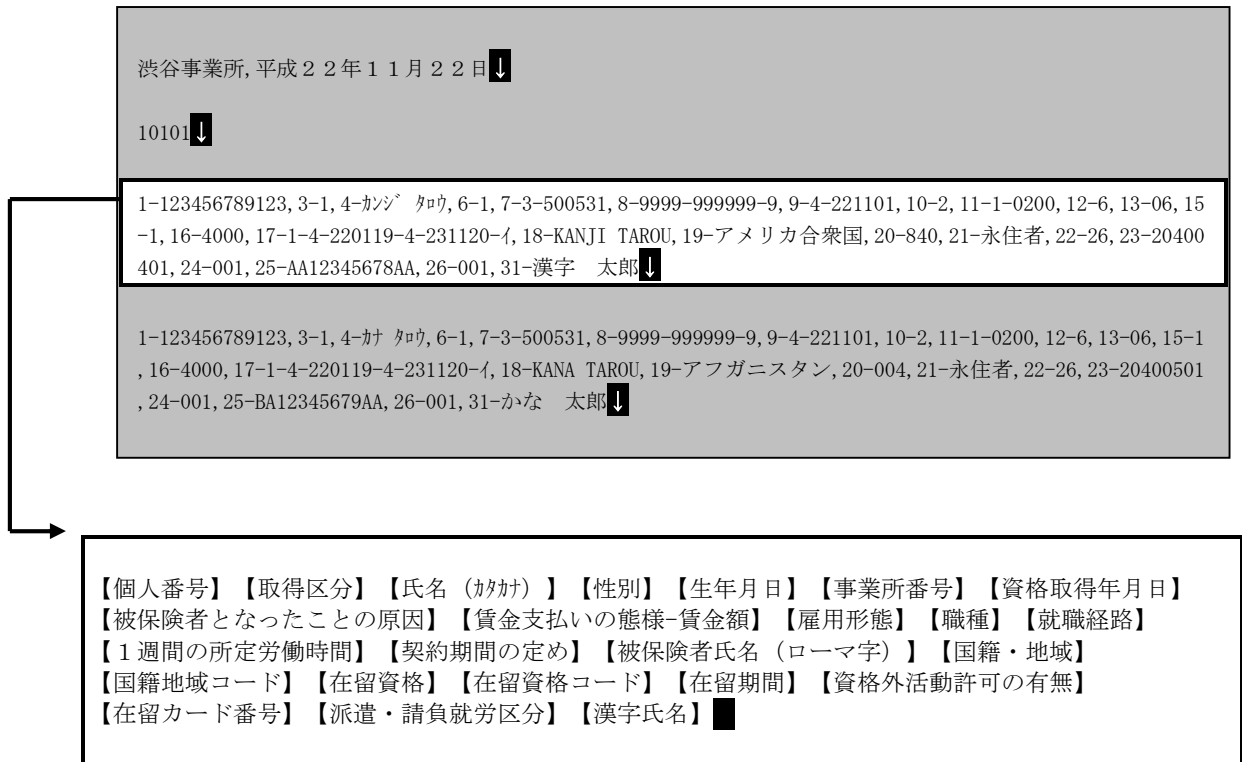 渋谷事業所,平成２２年１１月２２日↓
10101↓
1-123456789123,3-1,4-ｶﾝｼﾞ ﾀﾛｳ,6-1,7-3-500531,8-9999-999999-9,9-4-221101,10-2,11-1-0200,12-6,13-06,15
-1,16-4000,17-1-4-220119-4-231120-ｲ,18-KANJI TAROU,19-アメリカ合衆国,20-840,21-永住者,22-26,23-20400
401,24-001,25-AA12345678AA,26-001,31-漢字　太郎↓
1-123456789123,3-1,4-ｶﾅ ﾀﾛｳ,6-1,7-3-500531,8-9999-999999-9,9-4-221101,10-2,11-1-0200,12-6,13-06,15-1
,16-4000,17-1-4-220119-4-231120-ｲ,18-KANA TAROU,19-アフガニスタン,20-004,21-永住者,22-26,23-20400501
,24-001,25-BA12345679AA,26-001,31-かな　太郎↓
【個人番号】【取得区分】【氏名（ｶﾀｶﾅ）】【性別】【生年月日】【事業所番号】【資格取得年月日】
【被保険者となったことの原因】【賃金支払いの態様-賃金額】【雇用形態】【職種】【就職経路】
【１週間の所定労働時間】【契約期間の定め】【被保険者氏名（ローマ字）】【国籍・地域】
【国籍地域コード】【在留資格】【在留資格コード】【在留期間】【資格外活動許可の有無】
【在留カード番号】【派遣・請負就労区分】【漢字氏名】